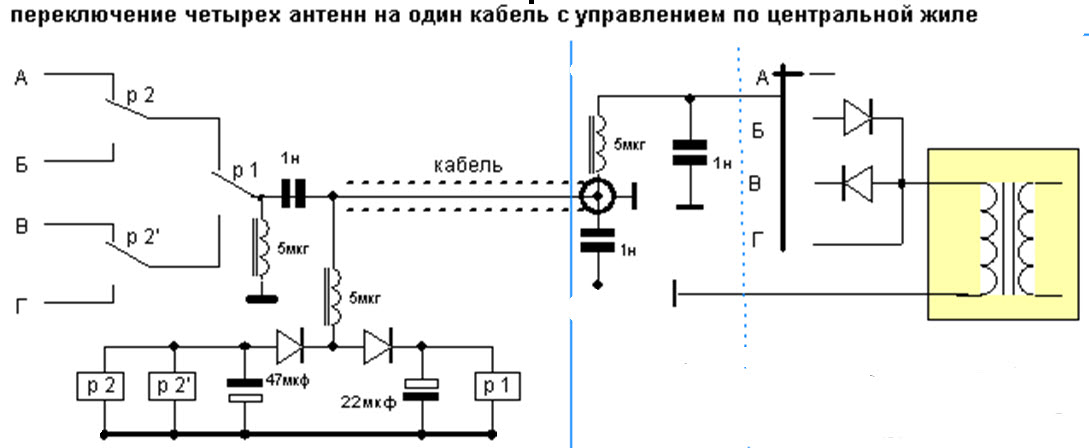 переключение четырех антенн на один кабель с управлением по центральной жиле
А
р 2
Б
р 1
1н
В
р 2'
5мкг
Г
5мкг
кабель
р 2
р 2'
47мкф
22мкф
р 1
5мкг
1н
1н
А
Б
В
Г